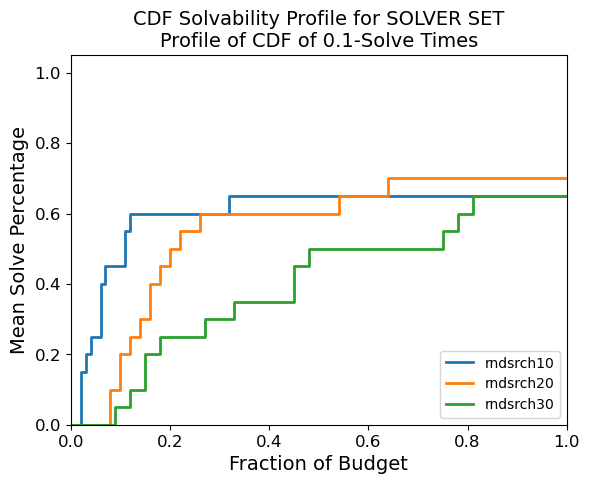 CDF Solvability Profile for SOLVER SET
Profile of CDF of 0.1-Solve Times
Mean Solve Percentage
1.0
0.8
0.6
0.4
0.2
0.0
0.0 0.2 0.4 0.6 0.8 1.0
Fraction of Budget
rndsrch10
rndsrch20
rndsrch30